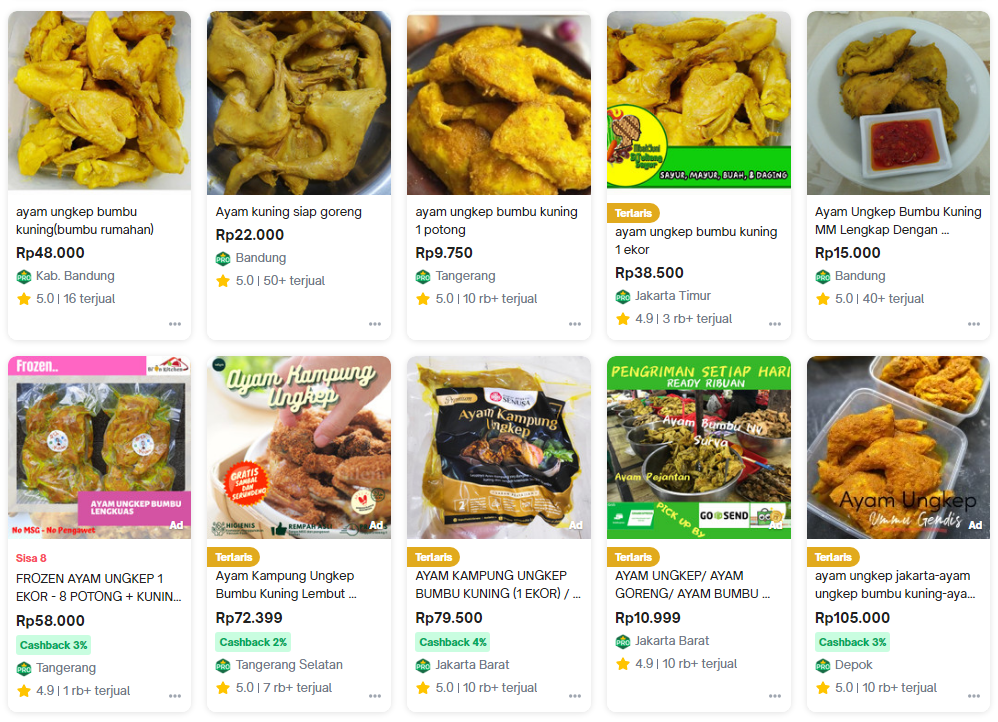 SAYUR, MAYUR, BUAH, & DAGING
ayam ungkep bumbu
kuning(bumbu rumahan)
Rp48.000
PRO Kab. Bandung
5.0 | 16 terjual
Ayam kuning siap goreng
Rp22.000
PRO Bandung
5.0 | 50+ terjual
ayam ungkep bumbu kuning
1 potong
Rp9.750
PRO Tangerang
5.0 | 10 rb+ terjual
Terlaris
ayam ungkep bumbu kuning
1 ekor
Rp38.500
PRO Jakarta Timur
4.9 | 3 rb+ terjual
Ayam Ungkep Bumbu Kuning
MM Lengkap Dengan ...
Rp15.000
PRO Bandung
5.0 | 40+ terjual
Frozen...
AYAM UNGKEP BUMBU
LENGKUAS
No MSG - No Pengawet
Ad
Sisa 8
FROZEN AYAM UNGKEP 1
EKOR - 8 POTONG + KUNIN...
Rp58.000
Cashback 3%
PRO Tangerang
4.9 | 1 rb+ terjual
Ayam Kampung
Ungkep
GRATIS
SAMBAL
DAN
SERUNDENG
HIGIENIS
REMPAH ASLI
Ad
Terlaris
Ayam Kampung Ungkep
Bumbu Kuning Lembut ...
Rp72.399
Cashback 2%
PRO Tangerang Selatan
5.0 | 7 rb+ terjual
SENUSA
Ayam Kampung
Ungkep
Ad
Terlaris
AYAM KAMPUNG UNGKEP
BUMBU KUNING (1 EKOR) / ...
Rp79.500
Cashback 4%
PRO Jakarta Barat
5.0 | 10 rb+ terjual
PENGRIMAN SETIAP HARI
READY RIBUAN
Ayam Bumbu Ny
Surya
Ayam Pejantan
PICK UP BY
GO SEND
Ad
Terlaris
AYAM UNGKEP/ AYAM
GORENG/ AYAM BUMBU ...
Rp10.999
PRO Jakarta Barat
4.9 | 10 rb+ terjual
Ayam Ungkep
Ummu Gendis
Ad
Terlaris
ayam ungkep jakarta-ayam
ungkep bumbu kuning-aya...
Rp105.000
Cashback 3%
PRO Depok
5.0 | 10 rb+ terjual